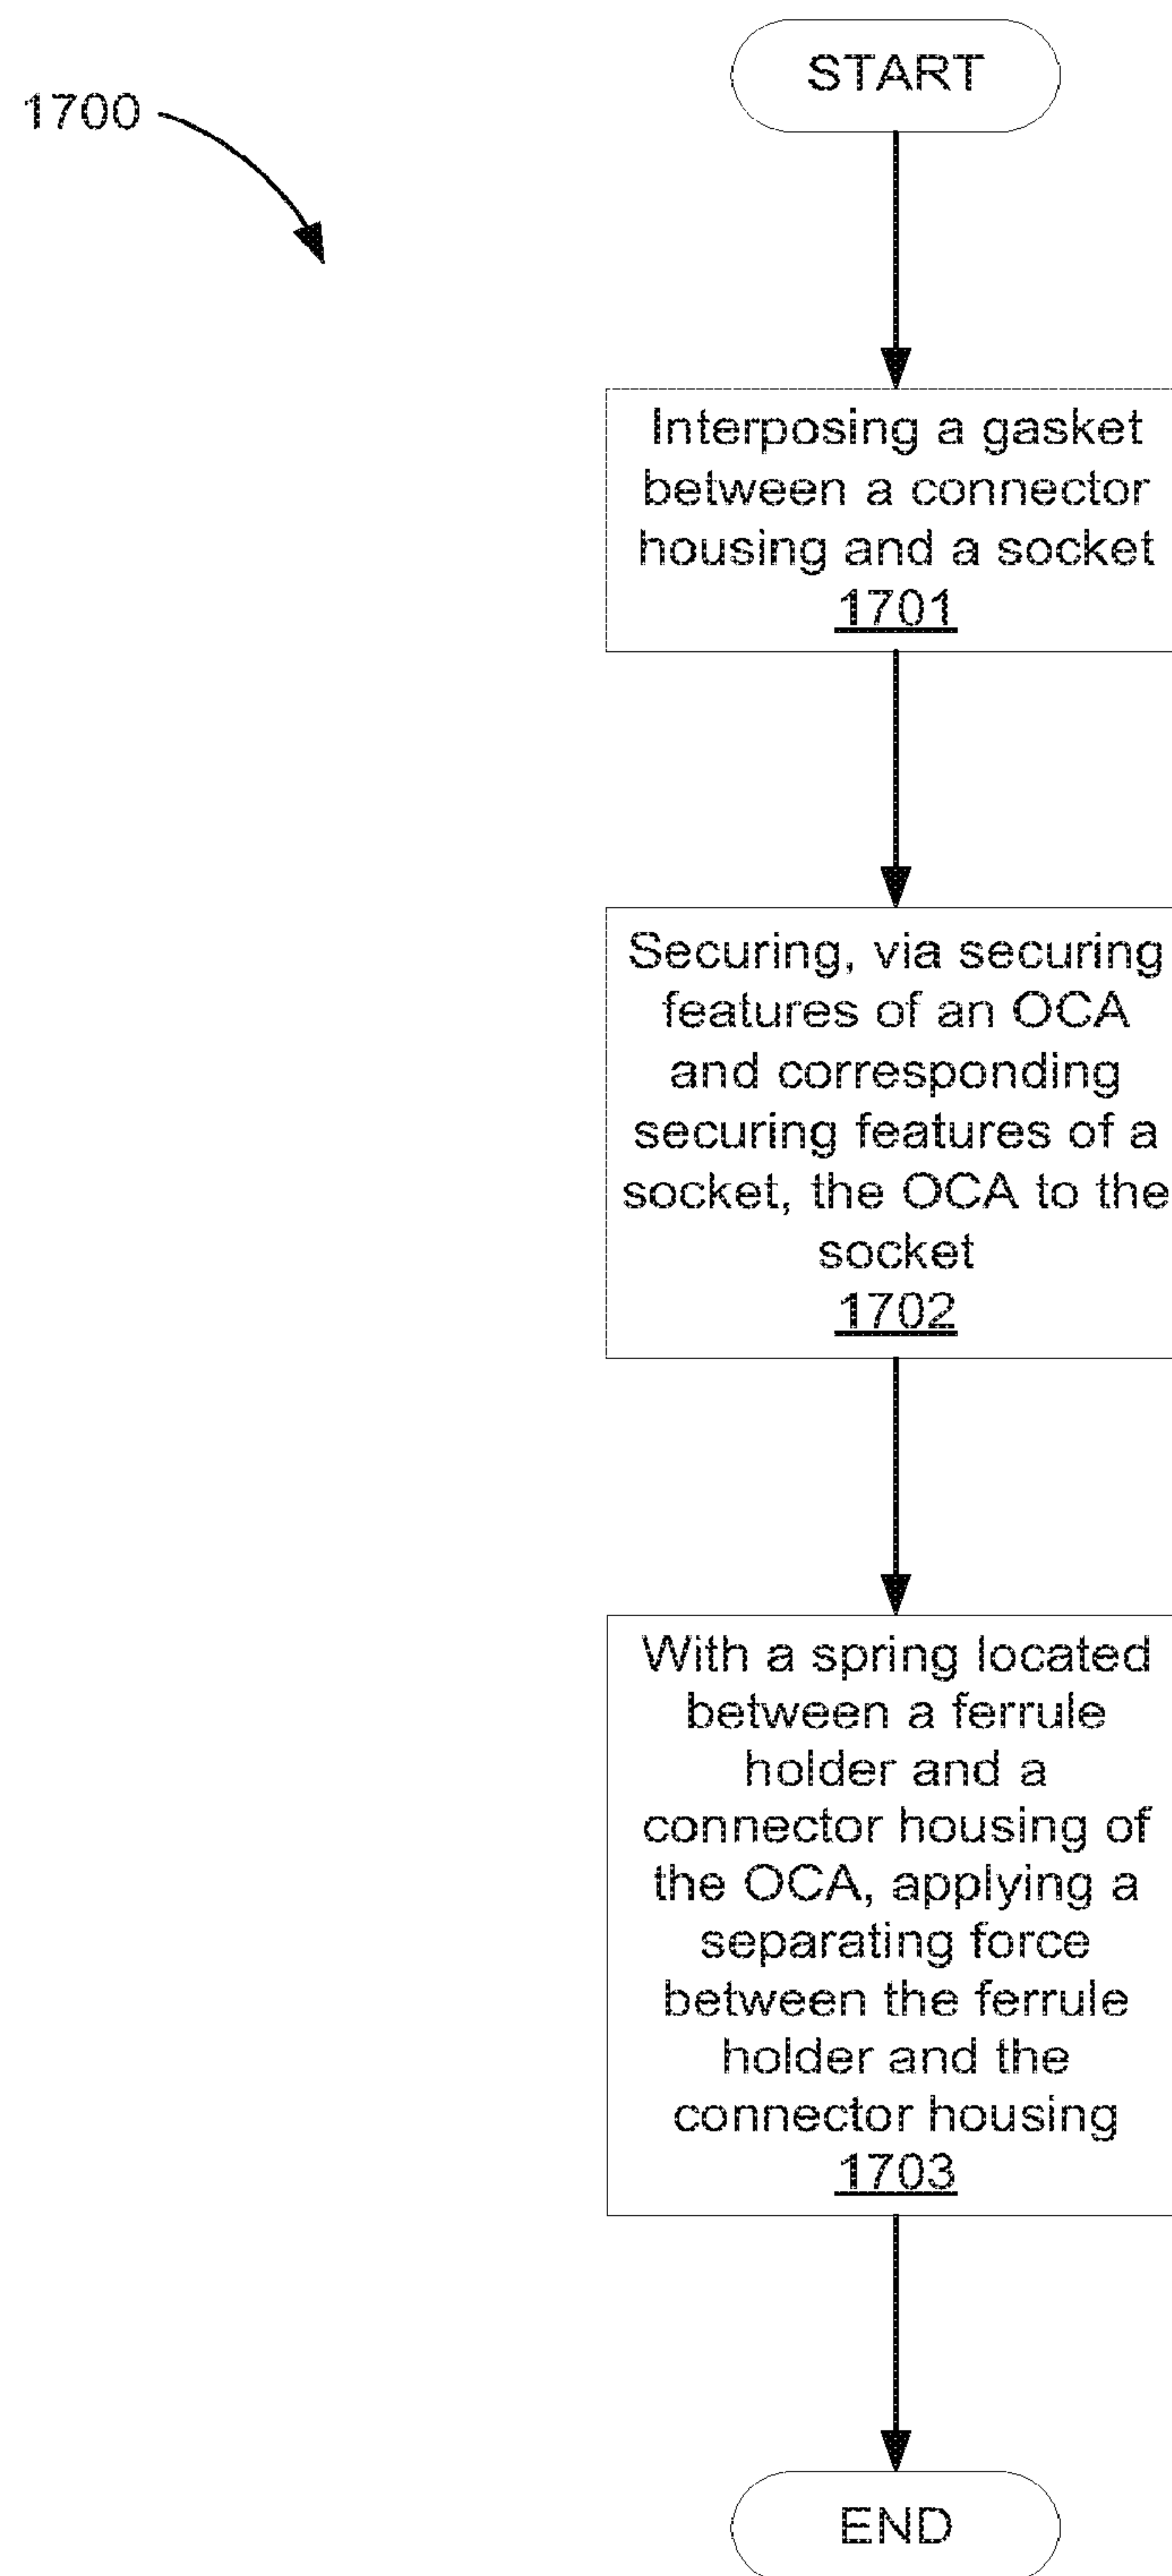 START
1700
Interposing a gasket
between a connector
housing and a socket
1701
Securing, via securing
features of an OCA
and corresponding
securing features of a
socket, the OCA to the
socket
1702
With a spring located
between a ferrule
holder and a
connector housing of
the OCA, applying a
separating force
between the ferrule
holder and the
connector housing
1703
END